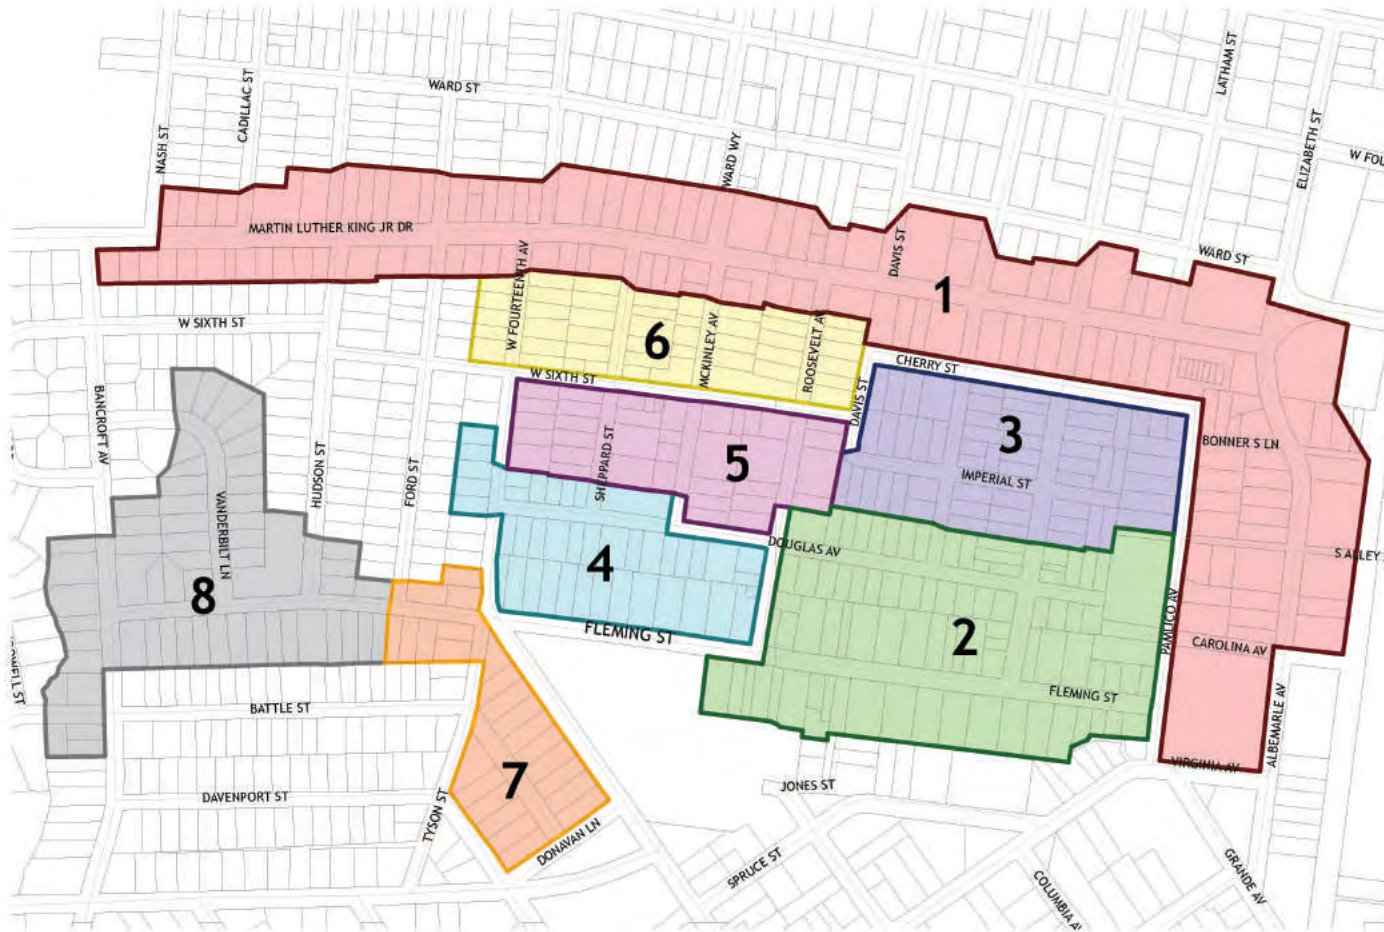 LATHAM ST
WARD ST
CADILLAC ST
NASH ST
WARD WY
ELIZABETH ST
W FOU
MARTIN LUTHER KING JR DR
DAVIS ST
WARD ST
W FOURTEENTH AV
1
W SIXTH ST
6
MCKINLEY AV
ROOSEVELT AV
CHERRY ST
W SIXTH ST
DAVIS ST
BANCROFT AV
3
BONNER S LN
5
SHEPPARD ST
IMPERIAL ST
HUDSON ST
FORD ST
VANDERBILT LN
DOUGLAS AV
S ALLEY
4
8
PAMLICO AV
FLEMING ST
2
CAROLINA AV
FLEMING ST
BATTLE ST
ALBEMARLE AV
VIRGINIA AV
7
JONES ST
DAVENPORT ST
TYSON ST
DONAVAN LN
SPRUCE ST
GRANDE AV
COLUMBIA A